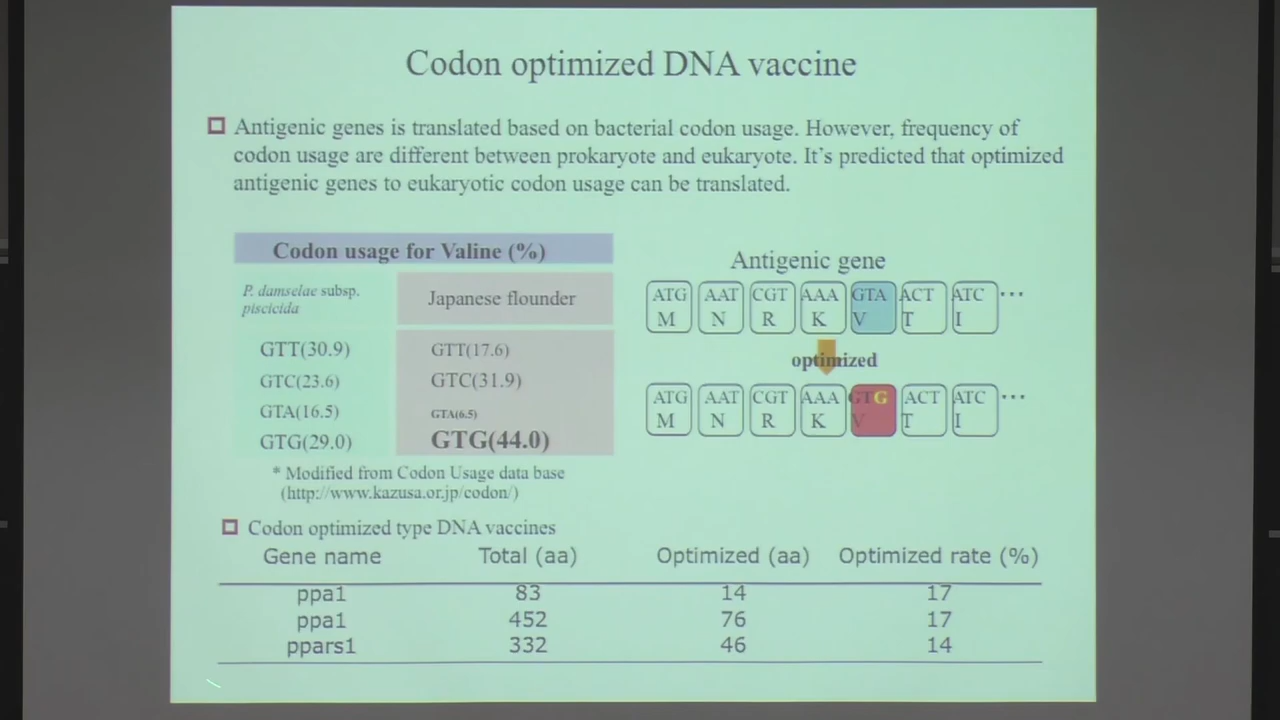 Codon optimized DNA vaccine
Antigenic genes is translated based on bacterial codon usage. However, frequency of
codon usage are different between prokaryote and eukaryote. It's predicted that optimized
antigenic genes to eukaryotic codon usage can be translated.
Codon usage for Valine (%)
P. damselae subsp.
piscicida
Japanese flounder
GTT(30.9) GTT(17.6)
GTC(23.6) GTC(31.9)
GTA(16.5) GTA(6.5)
GTG(29.0) GTG(44.0)
* Modified from Codon Usage data base
(http://www.kazusa.or.jp/codon/)
Antigenic gene
ATG AAT CGT AAA GTA ACT ATC ...
M N R K V T I
optimized
ATG AAT CGT AAA GTG ACT ATC ...
M N R K V T I
Codon optimized type DNA vaccines
Gene name Total (aa) Optimized (aa) Optimized rate (%)
ppa1 83 14 17
ppa1 452 76 17
ppars1 332 46 14